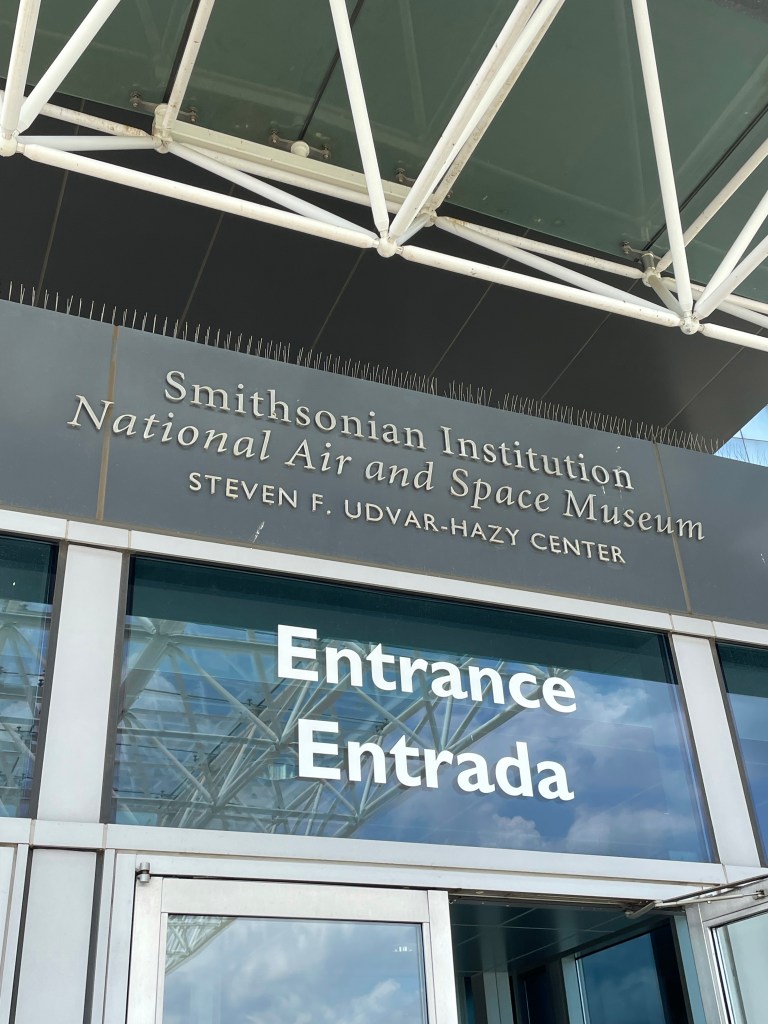 Smithsonian Institution
National Air and Space Museum
STEVEN F. UDVAR-HAZY CENTER
Entrance
Entrada